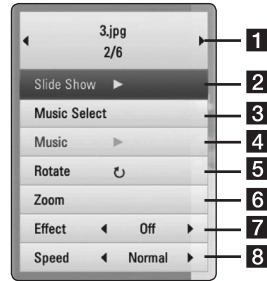 3.jpg
2/6
1
Slide Show
2
Music Select
3
Music
4
Rotate
5
Zoom
6
Effect Off
7
Speed Normal
8